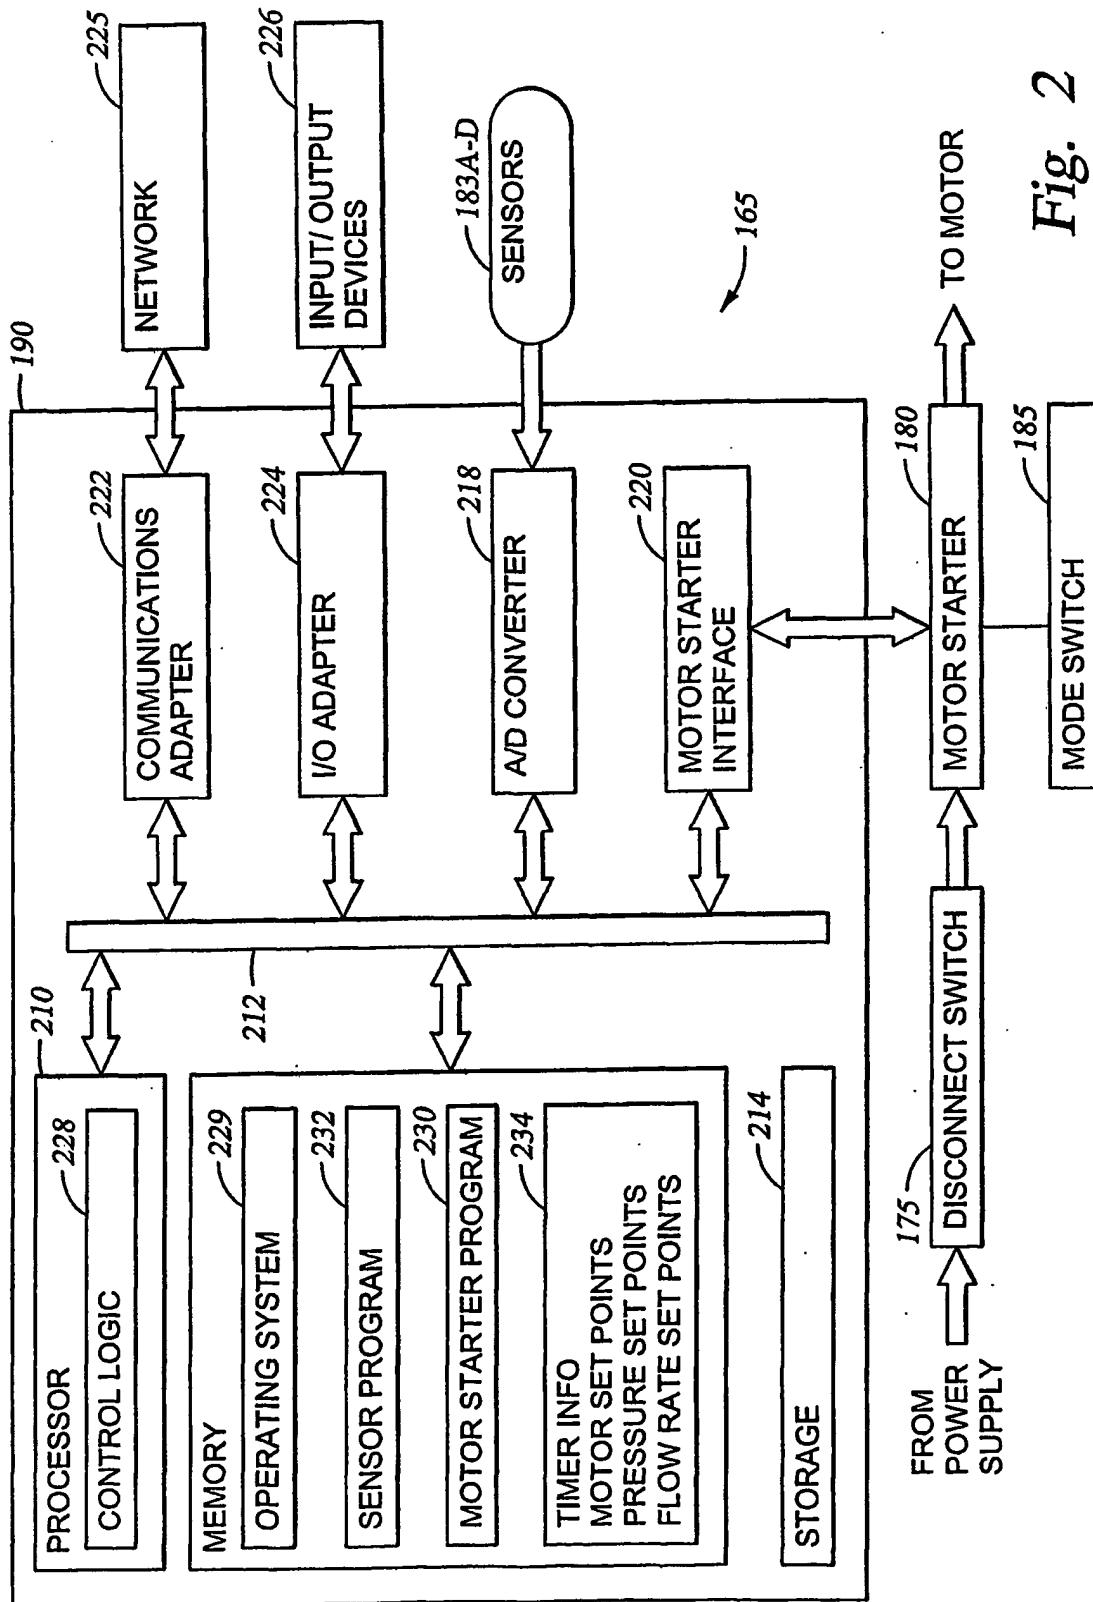 190
PROCESSOR
210
CONTROL LOGIC
228
MEMORY
OPERATING SYSTEM
229
SENSOR PROGRAM
232
MOTOR STARTER PROGRAM
230
TIMER INFO
MOTOR SET POINTS
PRESSURE SET POINTS
FLOW RATE SET POINTS
234
STORAGE
214
212
COMMUNICATIONS
ADAPTER
222
I/O ADAPTER
224
A/D CONVERTER
218
MOTOR STARTER
INTERFACE
220
NETWORK
225
INPUT/ OUTPUT
DEVICES
226
SENSORS
183A-D
165
FROM
POWER
SUPPLY
DISCONNECT SWITCH
175
MOTOR STARTER
180
TO MOTOR
MODE SWITCH
185
Fig. 2